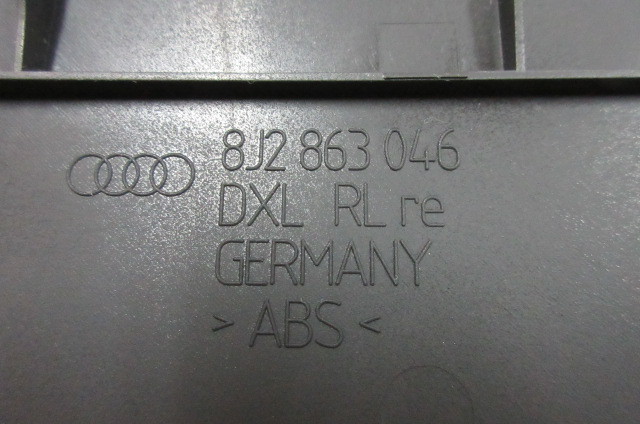 8J2 863 046
DXL RL re
GERMANY
> ABS <